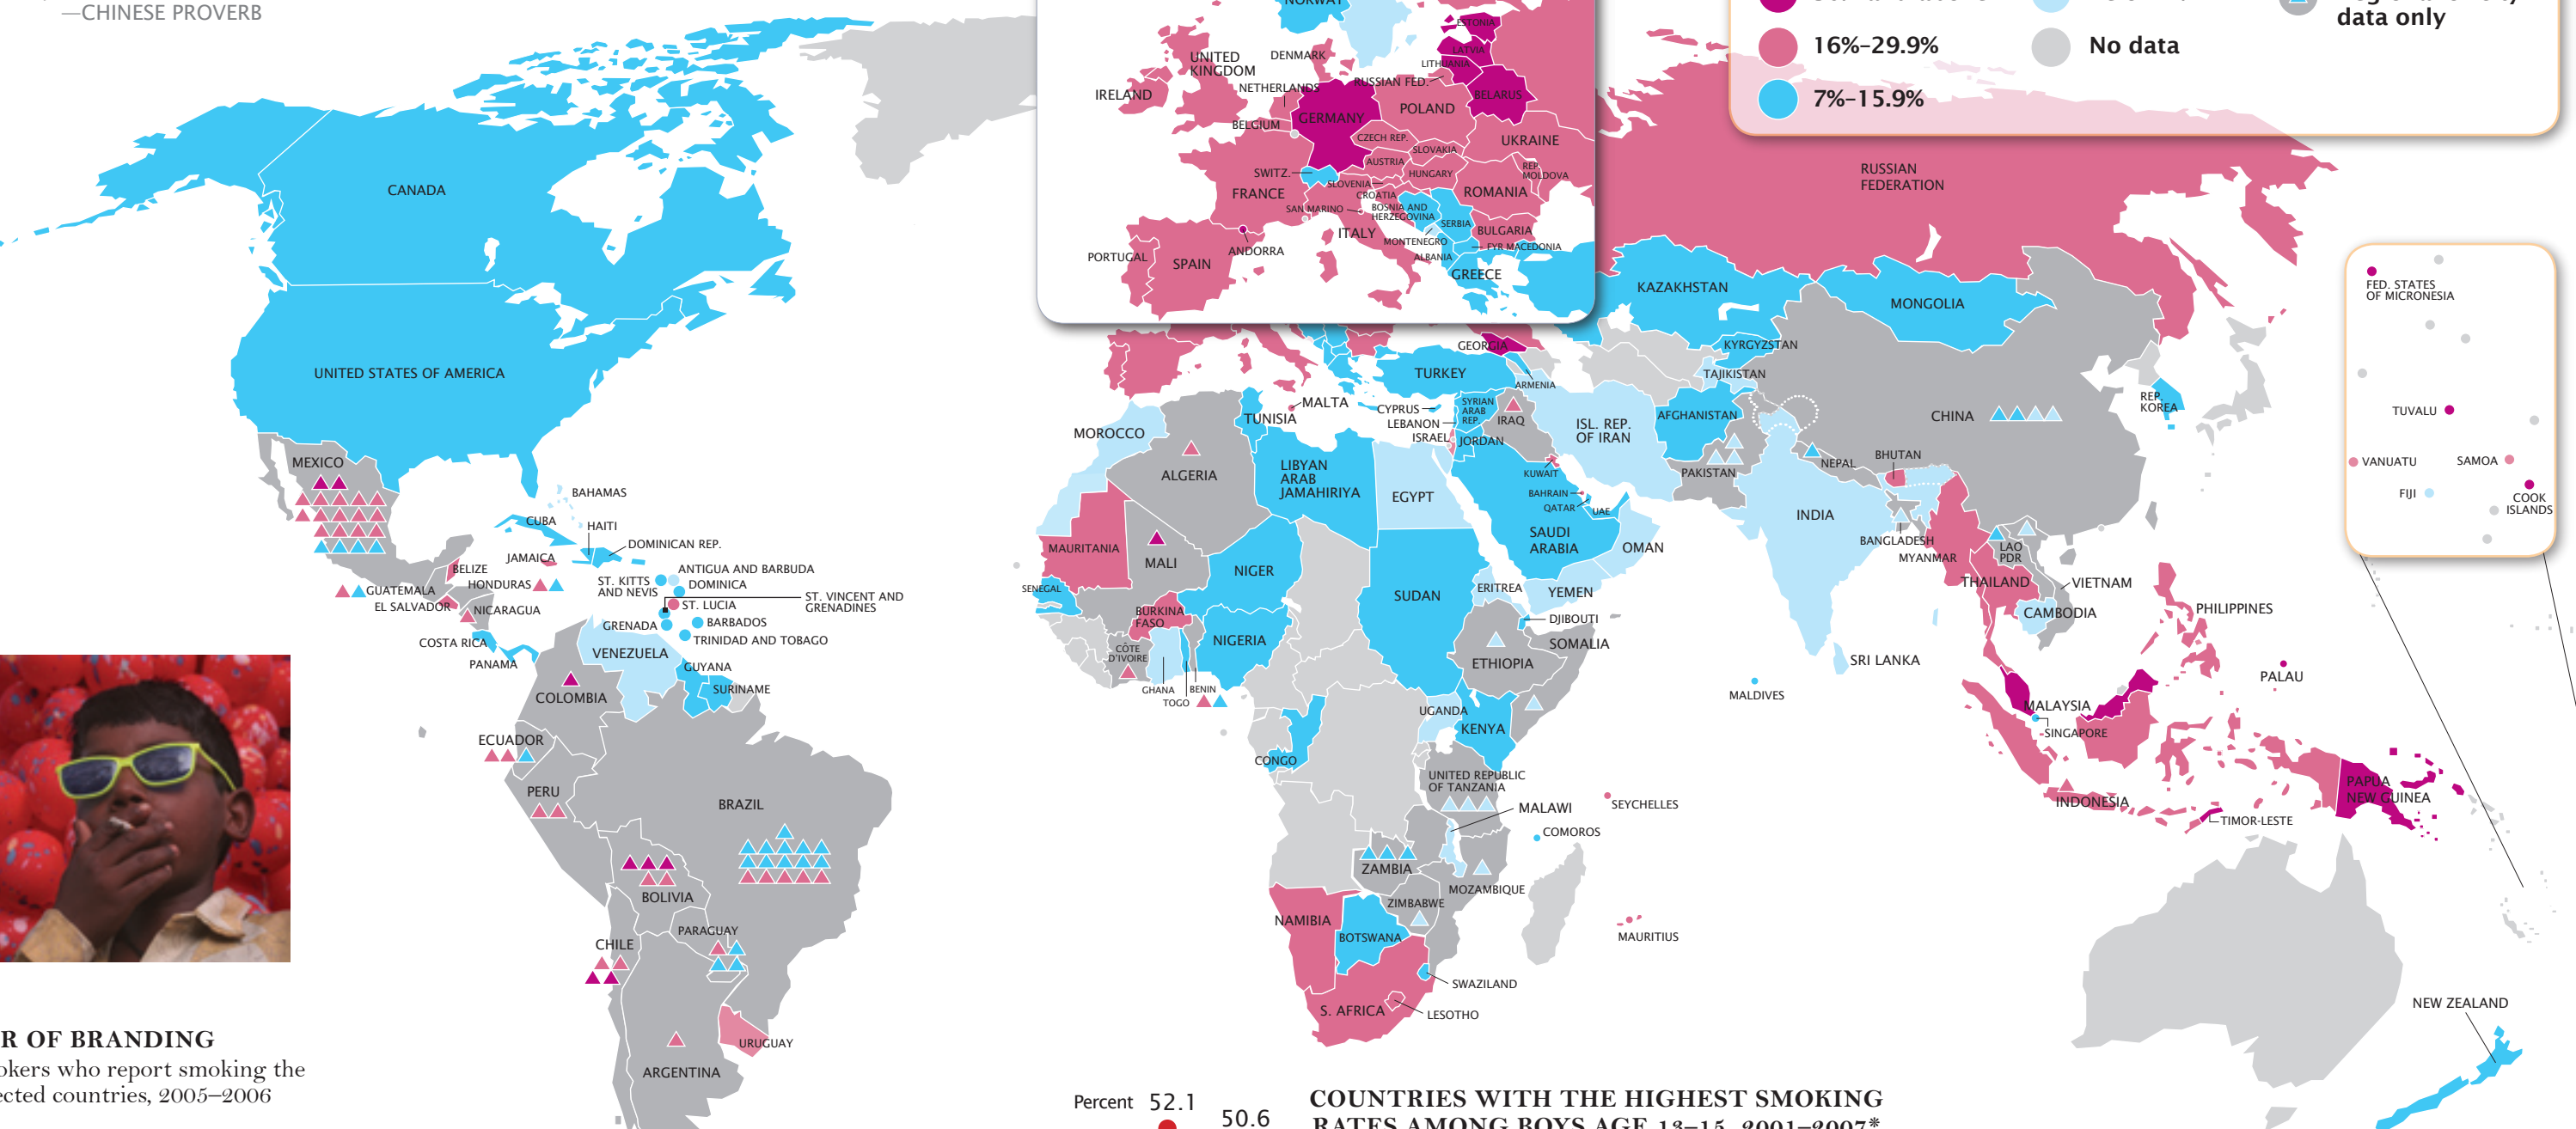 —CHINESE PROVERB
16%–29.9%
7%–15.9%
No data
data only
NORWAY
ESTONIA
LATVIA
LITHUANIA
RUSSIAN FED.
BELARUS
UNITED
KINGDOM
DENMARK
IRELAND
NETHERLANDS
GERMANY
POLAND
BELGIUM
CZECH REP.
UKRAINE
SLOVAKIA
AUSTRIA
SWITZ.
HUNGARY
REP.
MOLDOVA
SLOVENIA
FRANCE
CROATIA
ROMANIA
SAN MARINO
BOSNIA AND
HERZEGOVINA
SERBIA
ITALY
BULGARIA
MONTENEGRO
FYR MACEDONIA
ANDORRA
ALBANIA
PORTUGAL
SPAIN
GREECE
CANADA
UNITED STATES OF AMERICA
MEXICO
BAHAMAS
CUBA
HAITI
DOMINICAN REP.
JAMAICA
BELIZE
HONDURAS
ANTIGUA AND BARBUDA
ST. KITTS
AND NEVIS
DOMINICA
GUATEMALA
EL SALVADOR
NICARAGUA
ST. LUCIA
ST. VINCENT AND
GRENADINES
GRENADA
BARBADOS
TRINIDAD AND TOBAGO
COSTA RICA
PANAMA
VENEZUELA
GUYANA
SURINAME
COLOMBIA
ECUADOR
PERU
BRAZIL
BOLIVIA
PARAGUAY
CHILE
URUGUAY
ARGENTINA
RUSSIAN
FEDERATION
KAZAKHSTAN
MONGOLIA
GEORGIA
KYRGYZSTAN
TURKEY
ARMENIA
TAJIKISTAN
MALTA
TUNISIA
CYPRUS
SYRIAN
ARAB
REP.
LEBANON
IRAQ
ISRAEL
JORDAN
ISL. REP.
OF IRAN
AFGHANISTAN
CHINA
REP.
KOREA
MOROCCO
ALGERIA
LIBYAN
ARAB
JAMAHIRIYA
EGYPT
KUWAIT
BAHRAIN
QATAR
UAE
PAKISTAN
NEPAL
BHUTAN
SAUDI
ARABIA
OMAN
INDIA
BANGLADESH
MYANMAR
LAO
PDR
MAURITANIA
MALI
NIGER
SENEGAL
SUDAN
ERITREA
YEMEN
THAILAND
VIETNAM
CAMBODIA
PHILIPPINES
BURKINA
FASO
NIGERIA
DJIBOUTI
CÔTE
D'IVOIRE
ETHIOPIA
SOMALIA
SRI LANKA
GHANA
BENIN
TOGO
MALDIVES
PALAU
UGANDA
KENYA
MALAYSIA
SINGAPORE
CONGO
UNITED REPUBLIC
OF TANZANIA
MALAWI
SEYCHELLES
COMOROS
INDONESIA
PAPUA
NEW GUINEA
TIMOR-LESTE
ZAMBIA
MOZAMBIQUE
ZIMBABWE
NAMIBIA
BOTSWANA
MAURITIUS
SWAZILAND
S. AFRICA
LESOTHO
NEW ZEALAND
FED. STATES
OF MICRONESIA
TUVALU
VANUATU
SAMOA
FIJI
COOK
ISLANDS
R OF BRANDING
okers who report smoking the
ected countries, 2005–2006
Percent 52.1
50.6
COUNTRIES WITH THE HIGHEST SMOKING
RATES AMONG BOYS AGE 13–15, 2001–2007*